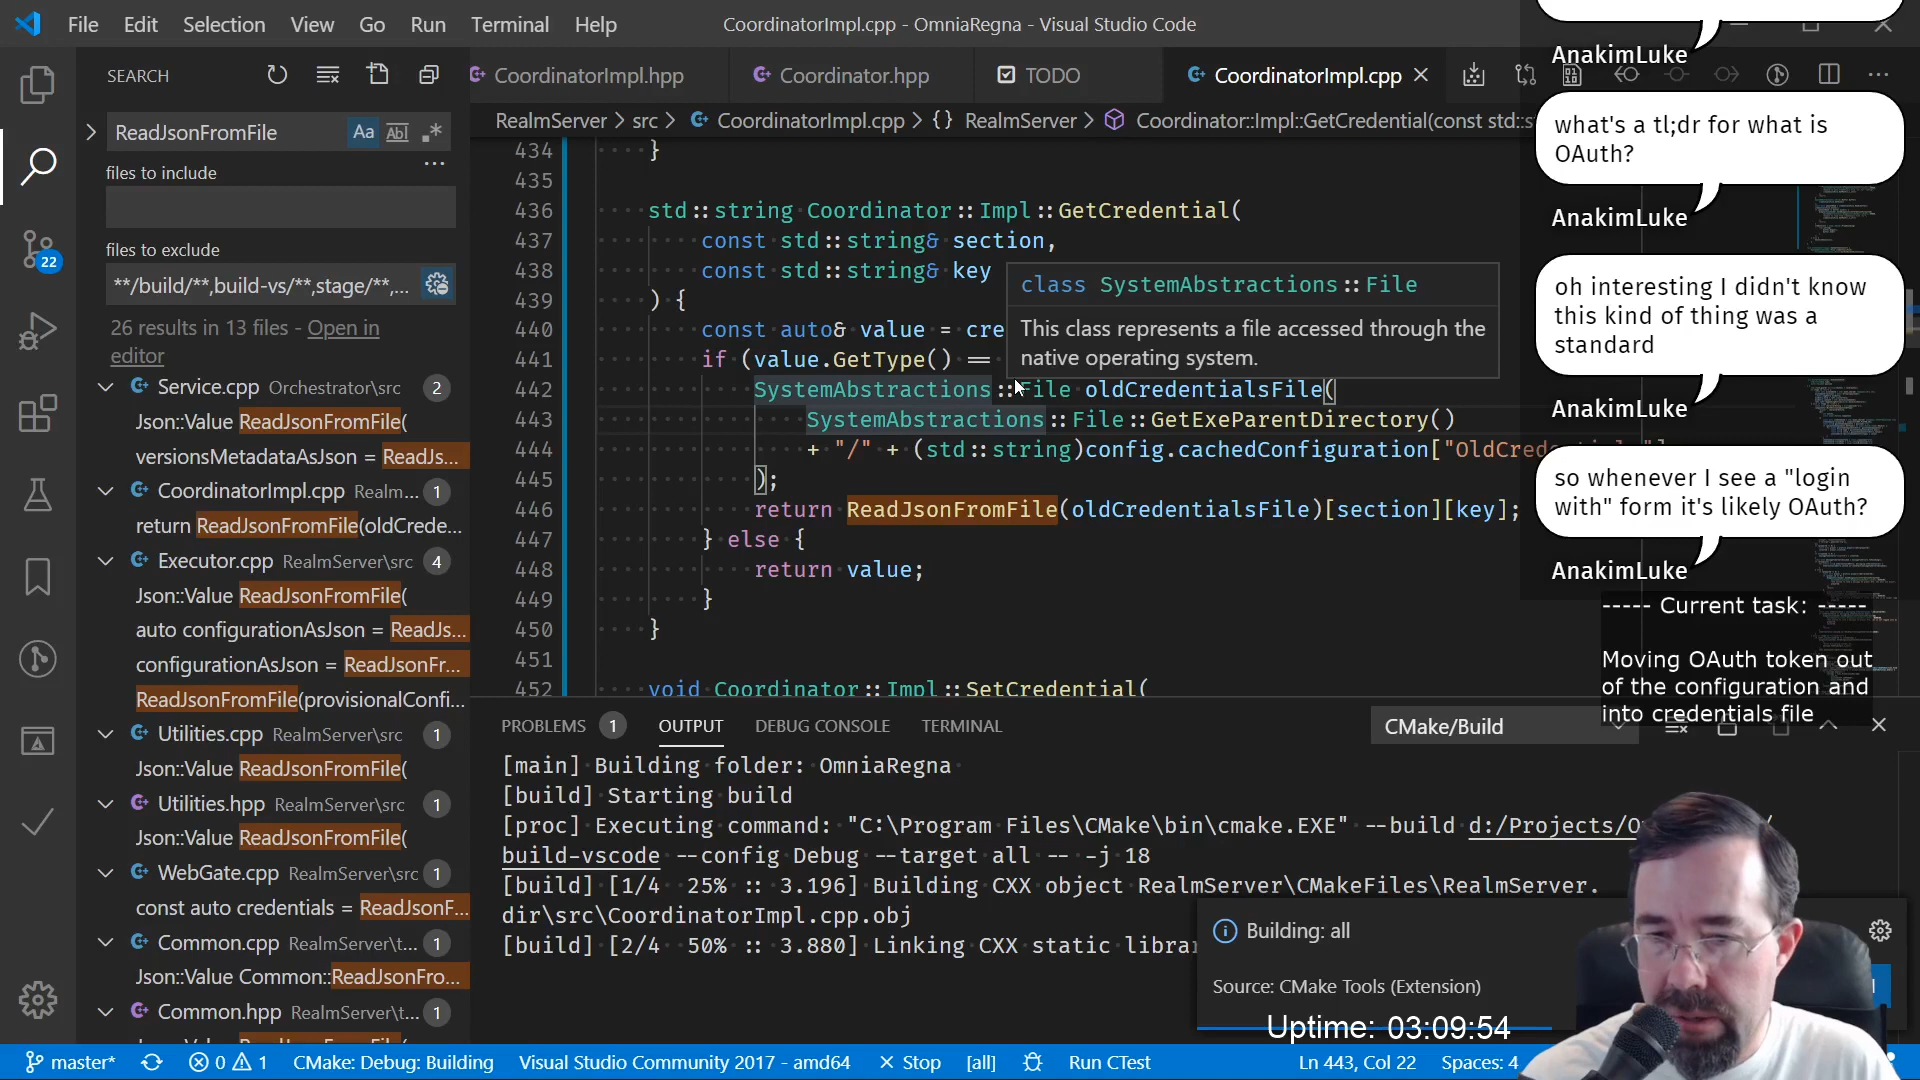 File Edit Selection View Go Run Terminal Help
CoordinatorImpl.cpp - OmniaRegna - Visual Studio Code
SEARCH
ReadJsonFromFile
Aa Abl .*
files to include
files to exclude
**/build/**,build-vs/**,stage/**,...
26 results in 13 files - Open in
editor
Service.cpp Orchestrator\src 2
Json::Value ReadJsonFromFile(
versionsMetadataAsJson = ReadJs...
CoordinatorImpl.cpp Realm... 1
return ReadJsonFromFile(oldCrede...
Executor.cpp RealmServer\src 4
Json::Value ReadJsonFromFile(
auto configurationAsJson = ReadJs...
configurationAsJson = ReadJsonFr...
ReadJsonFromFile(provisionalConfi...
Utilities.cpp RealmServer\src 1
Json::Value ReadJsonFromFile(
Utilities.hpp RealmServer\src 1
Json::Value ReadJsonFromFile(
WebGate.cpp RealmServer\src 1
const auto credentials = ReadJsonF...
Common.cpp RealmServer\t... 1
Json::Value Common::ReadJsonFro...
Common.hpp RealmServer\t... 1
22
CoordinatorImpl.hpp Coordinator.hpp TODO CoordinatorImpl.cpp
RealmServer > src > CoordinatorImpl.cpp > {} RealmServer > Coordinator::Impl::GetCredential(const std::s
434 }
435
436 std::string Coordinator::Impl::GetCredential(
437 const std::string& section,
438 const std::string& key
439 ) {
440 const auto& value = cre
441 if (value.GetType() ==
442 SystemAbstractions::File oldCredentialsFile(
443 SystemAbstractions::File::GetExeParentDirectory()
444 + "/" + (std::string)config.cachedConfiguration["OldCred
445 );
446 return ReadJsonFromFile(oldCredentialsFile)[section][key];
447 } else {
448 return value;
449 }
450 }
451
452 void Coordinator::Impl::SetCredential(
class SystemAbstractions::File
This class represents a file accessed through the
native operating system.
AnakimLuke
what's a tl;dr for what is
OAuth?
AnakimLuke
oh interesting I didn't know
this kind of thing was a
standard
AnakimLuke
so whenever I see a "login
with" form it's likely OAuth?
AnakimLuke
----- Current task: -----
Moving OAuth token out
of the configuration and
into credentials file
PROBLEMS 1 OUTPUT DEBUG CONSOLE TERMINAL
CMake/Build
[main] Building folder: OmniaRegna
[build] Starting build
[proc] Executing command: "C:\Program Files\CMake\bin\cmake.EXE" --build d:/Projects/O
build-vscode --config Debug --target all -- -j 18
[build] [1/4 25% :: 3.196] Building CXX object RealmServer\CMakeFiles\RealmServer.
dir\src\CoordinatorImpl.cpp.obj
[build] [2/4 50% :: 3.880] Linking CXX static librar
Building: all
Source: CMake Tools (Extension)
Uptime: 03:09:54
master* 0 1 CMake: Debug: Building Visual Studio Community 2017 - amd64 Stop [all] Run CTest Ln 443, Col 22 Spaces: 4